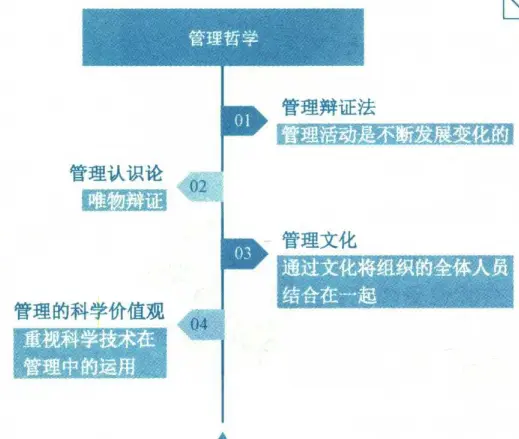 管理哲学
01
管理辩证法
管理活动是不断发展变化的
管理认识论
唯物辩证
02
03
管理文化
通过文化将组织的全体人员
结合在一起
管理的科学价值观
重视科学技术在
管理中的运用
04